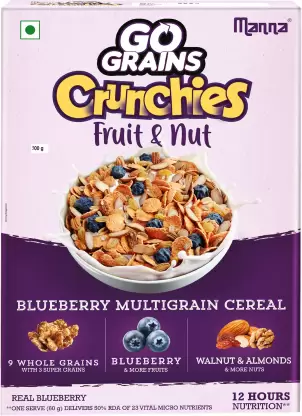 manna
GO
GRAINS
Crunchies
Fruit & Nut
BLUEBERRY MULTIGRAIN CEREAL
9 WHOLE GRAINS
WITH 3 SUPER GRAINS
BLUEBERRY
& MORE FRUITS
WALNUT & ALMONDS
& MORE NUTS
REAL BLUEBERRY
**ONE SERVE (60 g) DELIVERS 50% RDA OF 23 VITAL MICRO NUTRIENTS
12 HOURS
NUTRITION**